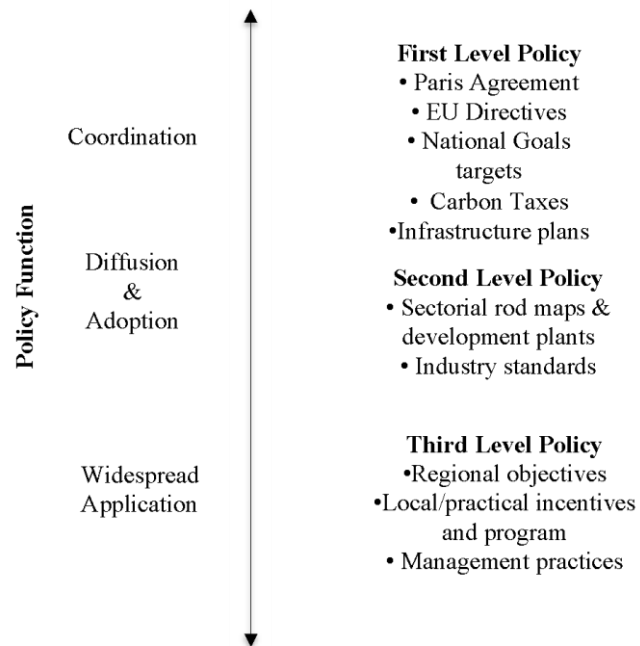 Policy Function
Coordination
Diffusion
&
Adoption
Widespread
Application
First Level Policy
• Paris Agreement
• EU Directives
• National Goals
targets
• Carbon Taxes
•Infrastructure plans
Second Level Policy
• Sectorial rod maps &
development plants
• Industry standards
Third Level Policy
•Regional objectives
•Local/practical incentives
and program
• Management practices